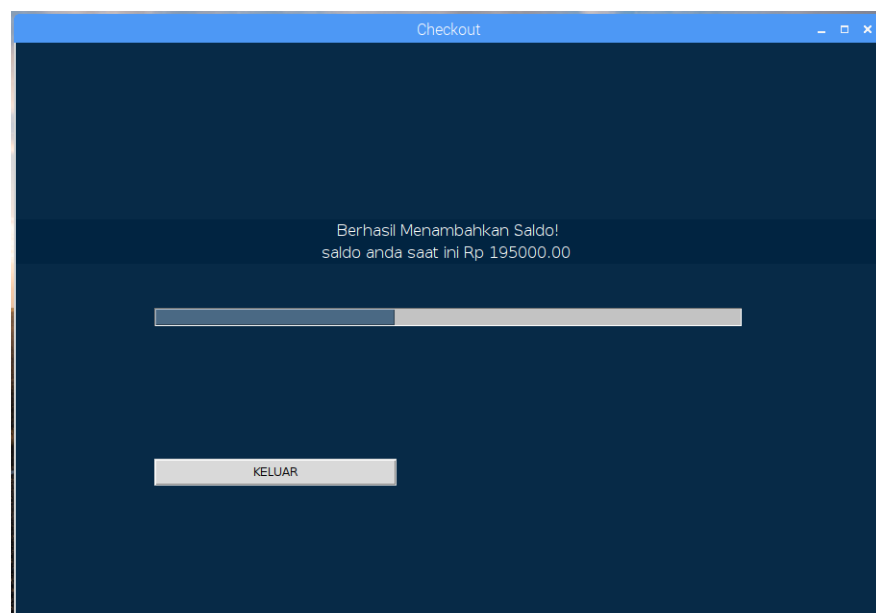 Checkout
Berhasil Menambahkan Saldo!
saldo anda saat ini Rp 195000.00
KELUAR